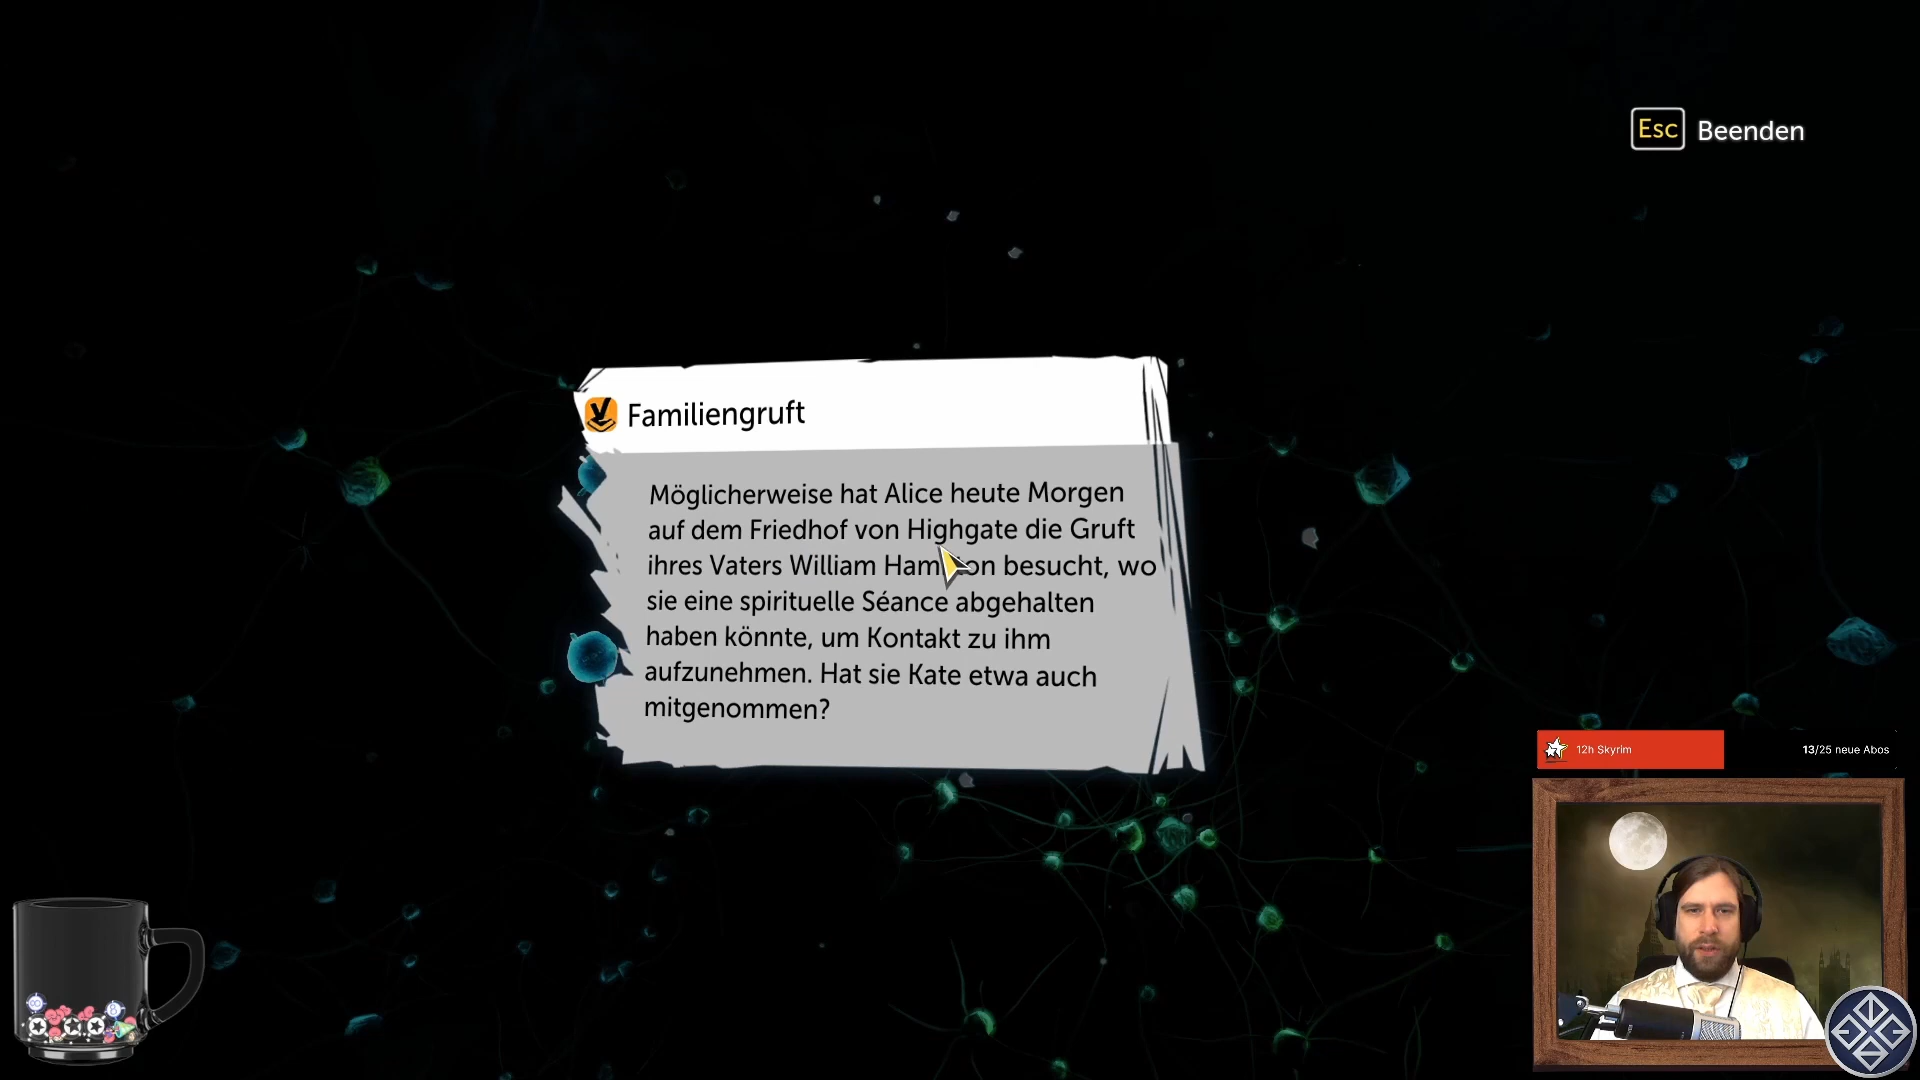 Esc Beenden
Familiengruft
Möglicherweise hat Alice heute Morgen
auf dem Friedhof von Highgate die Gruft
ihres Vaters William Ham on besucht, wo
sie eine spirituelle Séance abgehalten
haben könnte, um Kontakt zu ihm
aufzunehmen. Hat sie Kate etwa auch
mitgenommen?
12h Skyrim 13/25 neue Abos